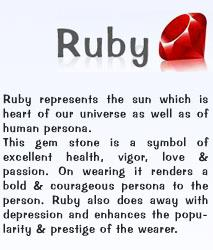 Ruby
Ruby represents the sun which is
heart of our universe as well as of
human persona.
This gem stone is a symbol of
excellent health, vigor, love &
passion. On wearing it renders a
bold & courageous persona to the
person. Ruby also does away with
depression and enhances the popu-
larity & prestige of the wearer.